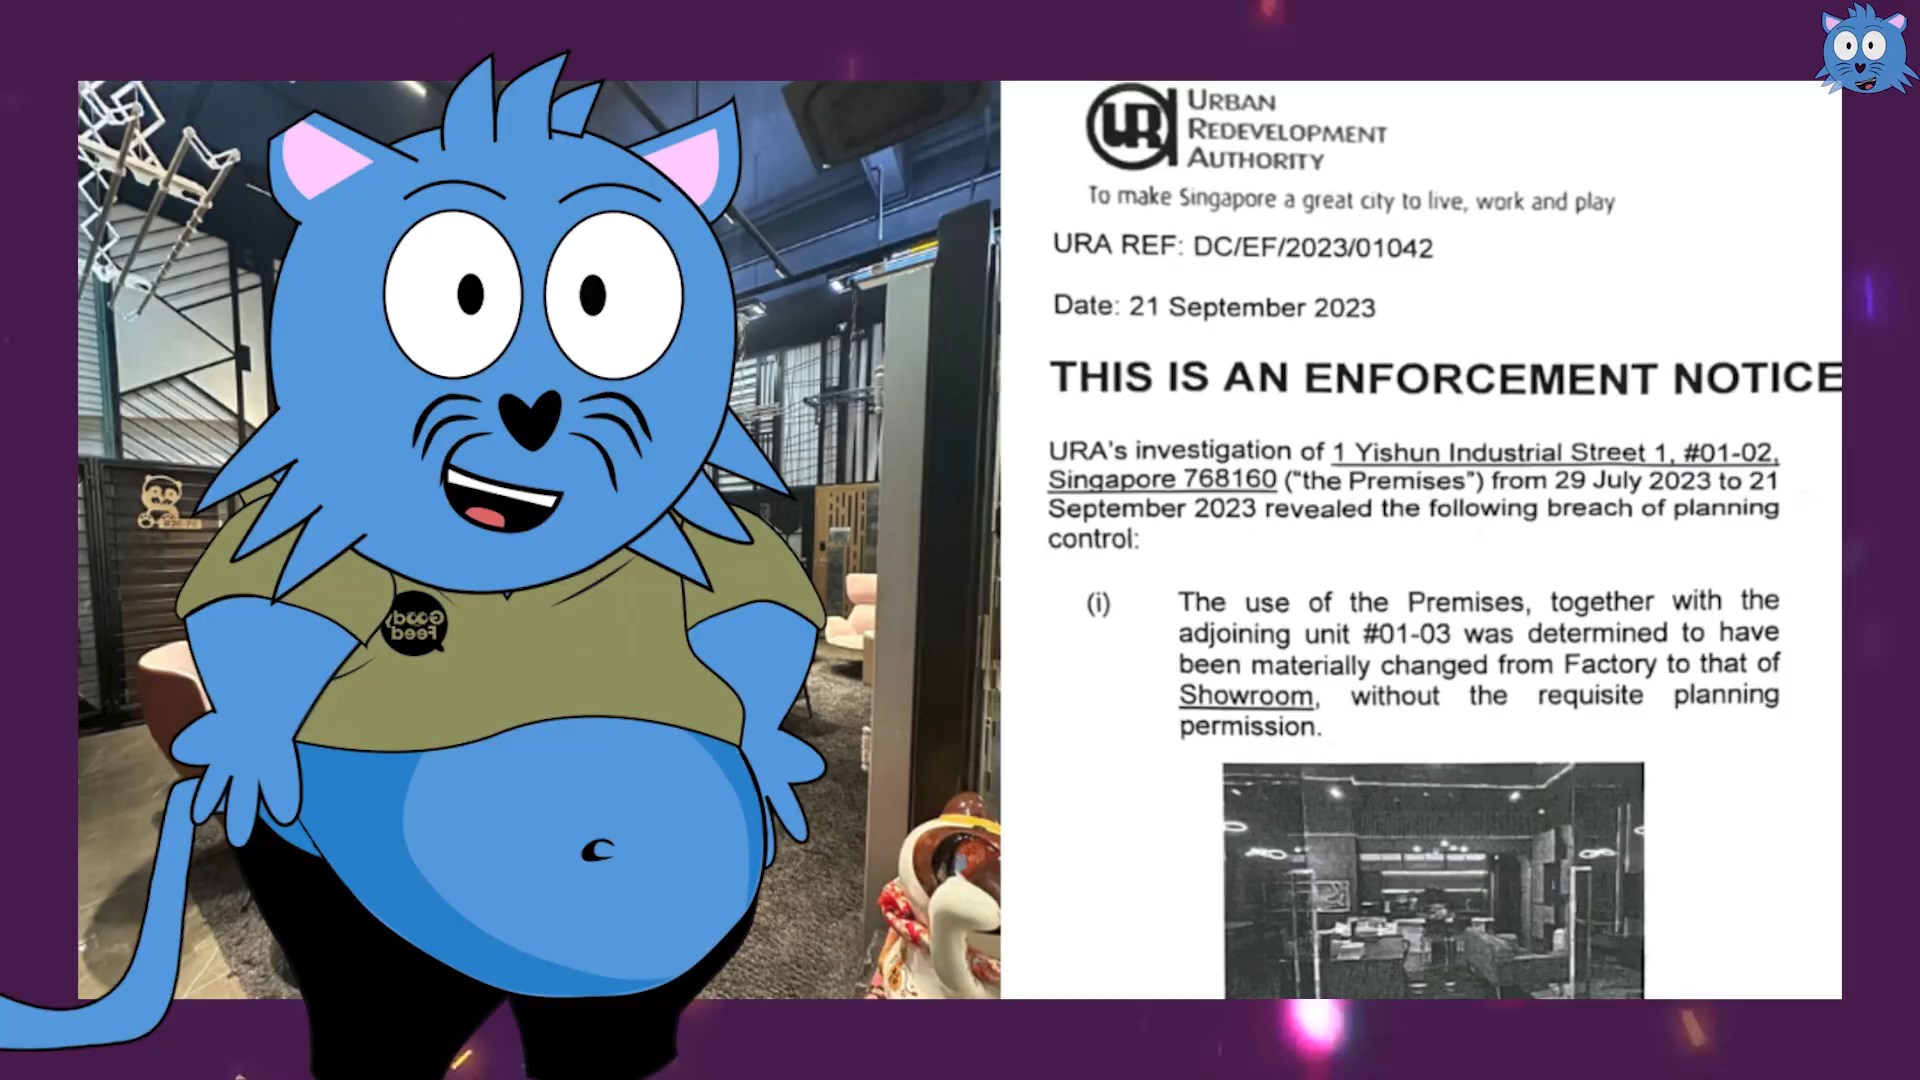 URBAN
REDEVELOPMENT
AUTHORITY
To make Singapore a great city to live, work and play
URA REF: DC/EF/2023/01042
Date: 21 September 2023
THIS IS AN ENFORCEMENT NOTICE
URA's investigation of 1 Yishun Industrial Street 1, #01-02,
Singapore 768160 ("the Premises") from 29 July 2023 to 21
September 2023 revealed the following breach of planning
control:
(i) The use of the Premises, together with the
adjoining unit #01-03 was determined to have
been materially changed from Factory to that of
Showroom, without the requisite planning
permission.
Goody
Feed